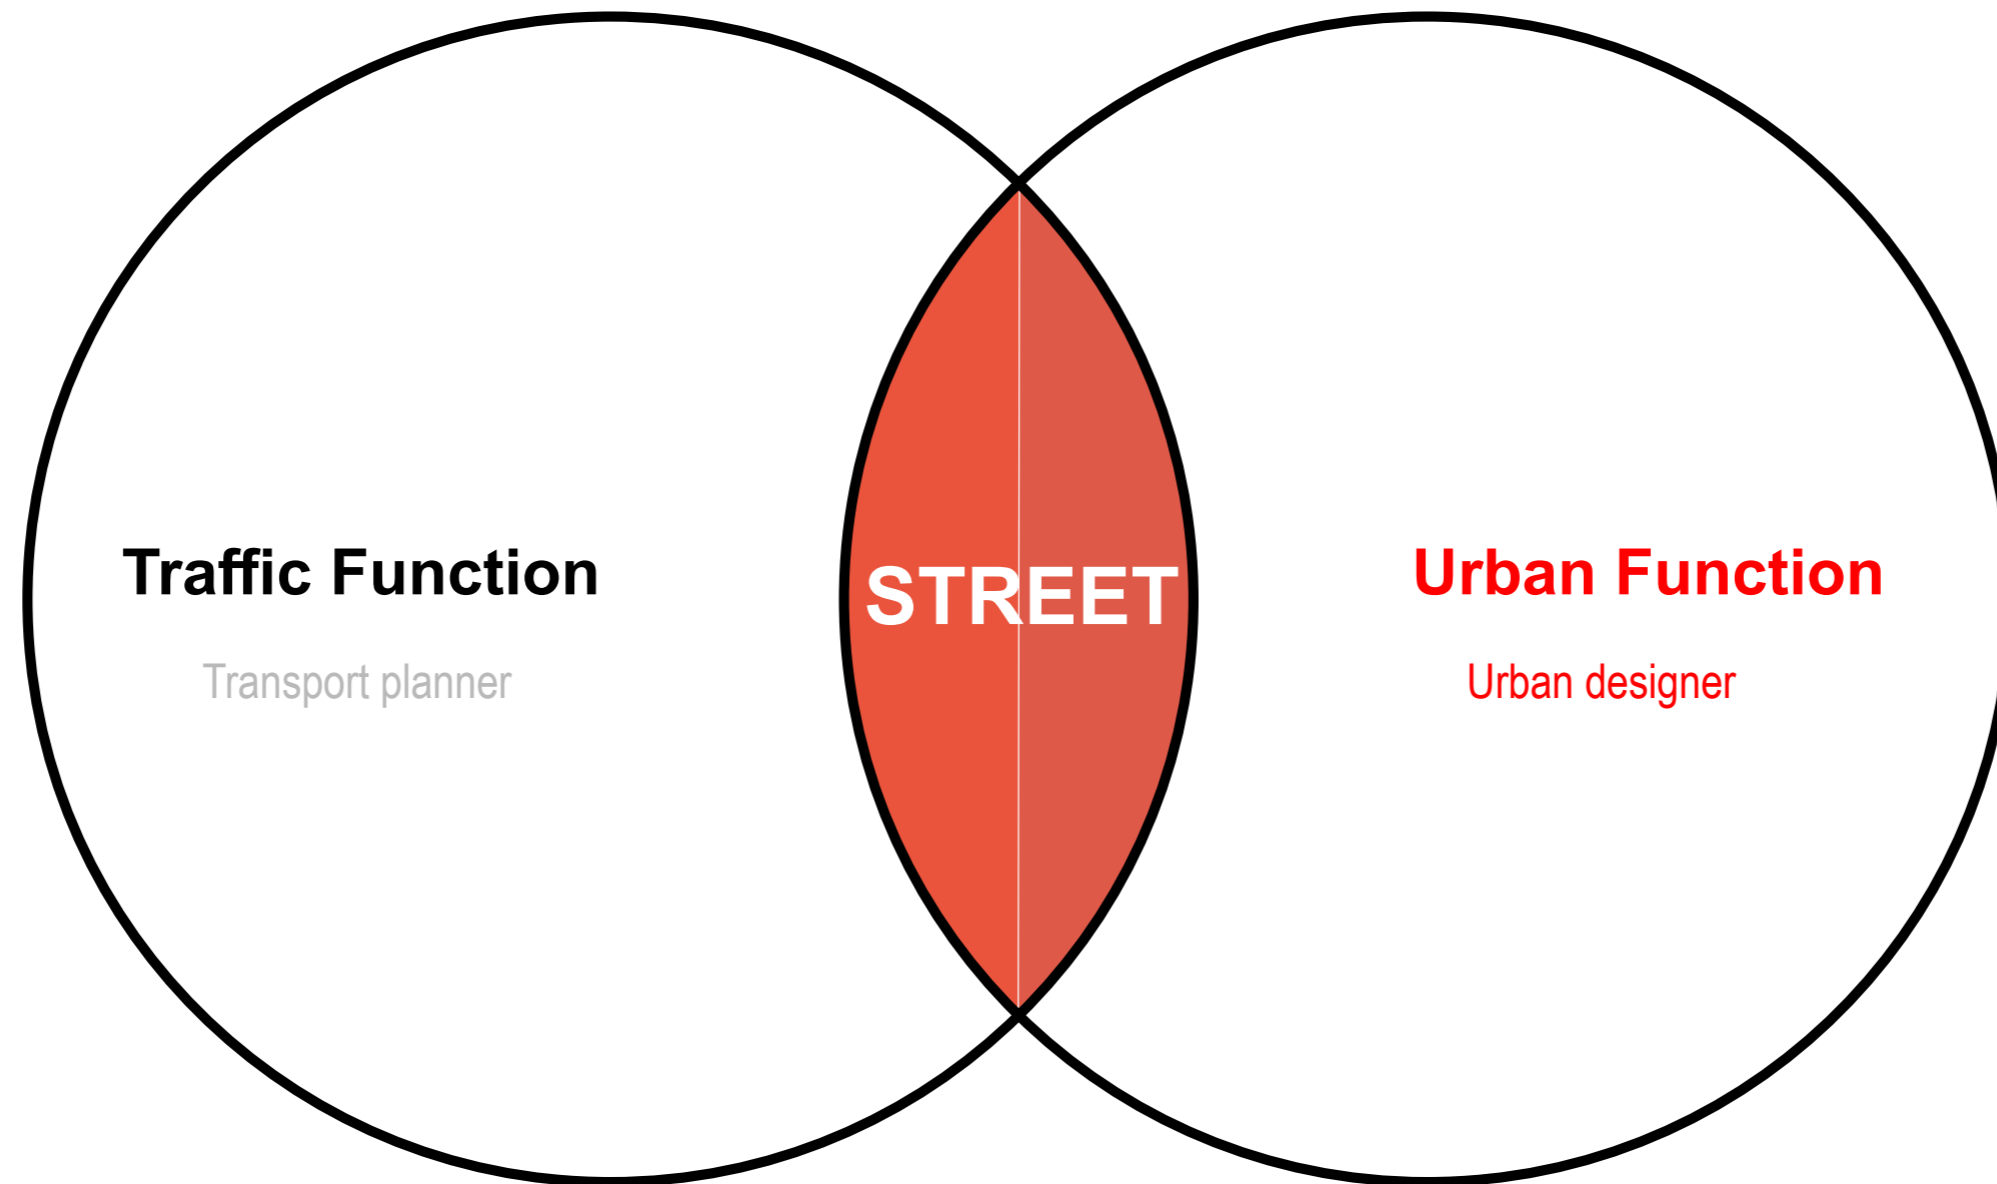 Traffic Function
Transport planner
STREET
Urban Function
Urban designer